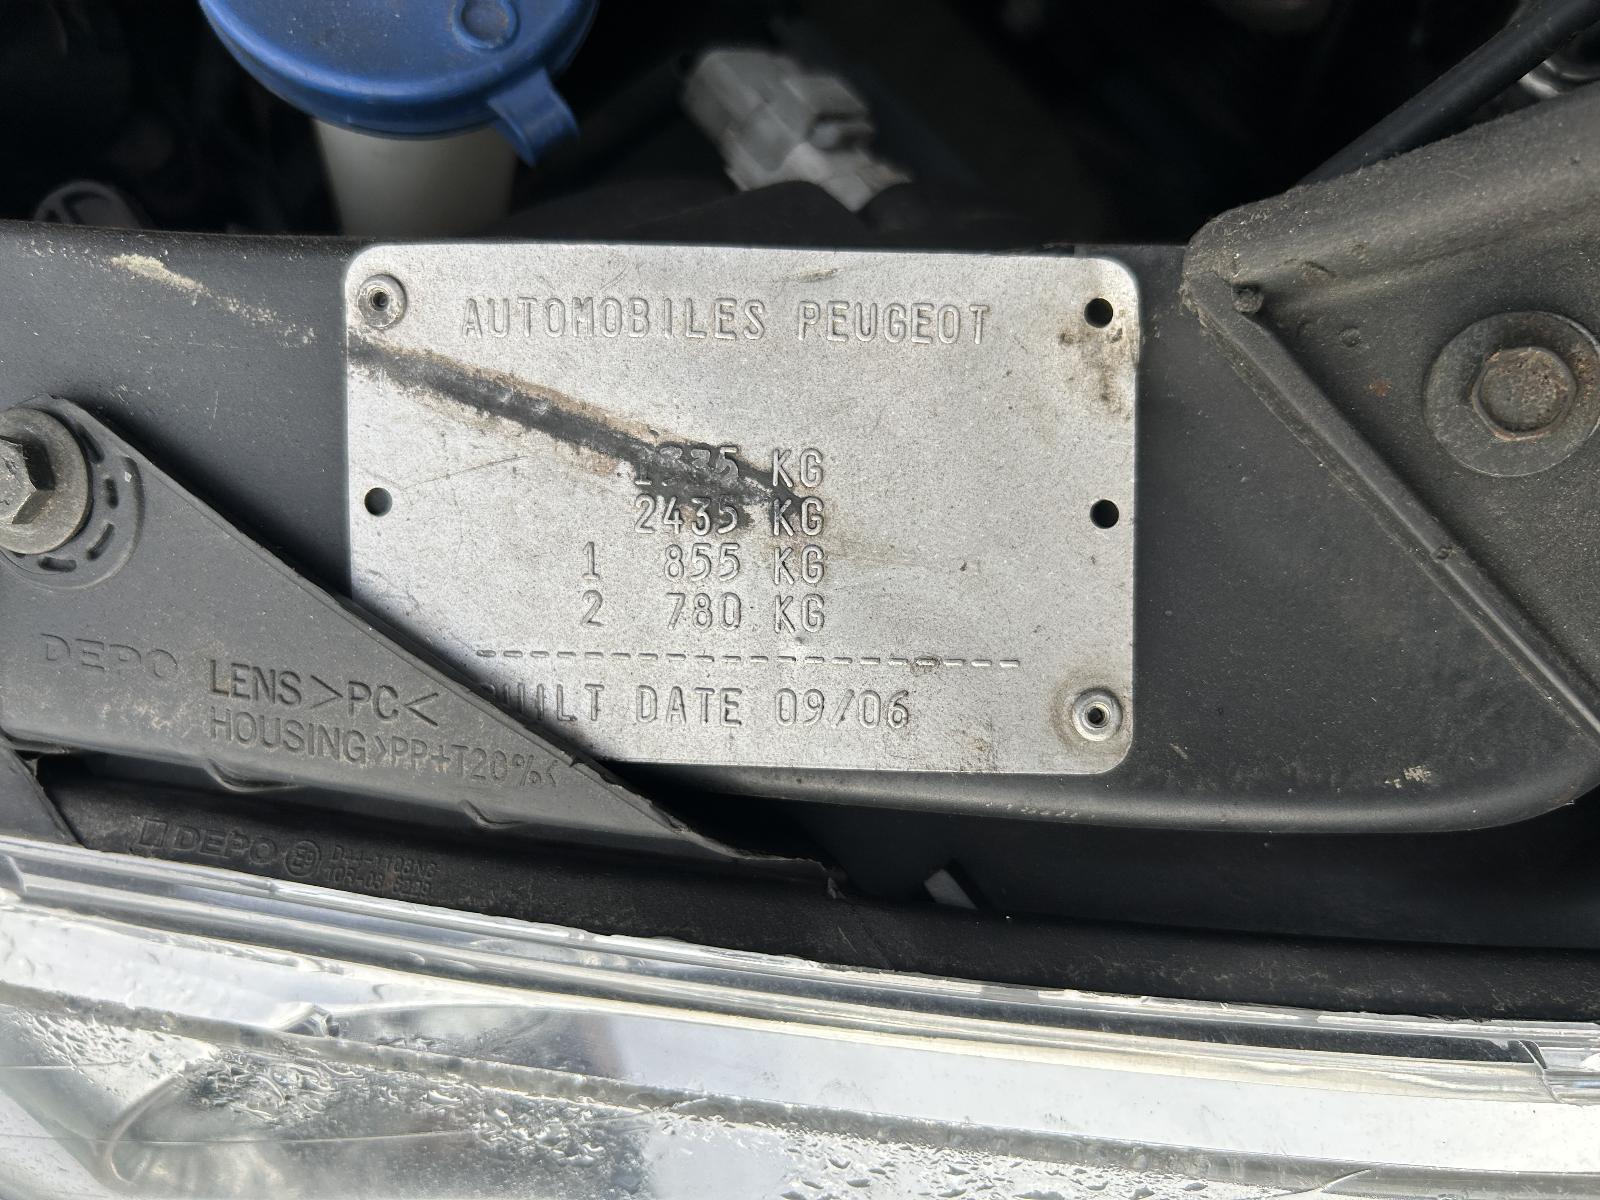 AUTOMOBILES PEUGEOT
KG
2435 KG
1 855 KG
2 780 KG
--------------------
BUILT DATE 09/06
DEPO
LENS>PC<
HOUSING>PP+T20%<
DEPO